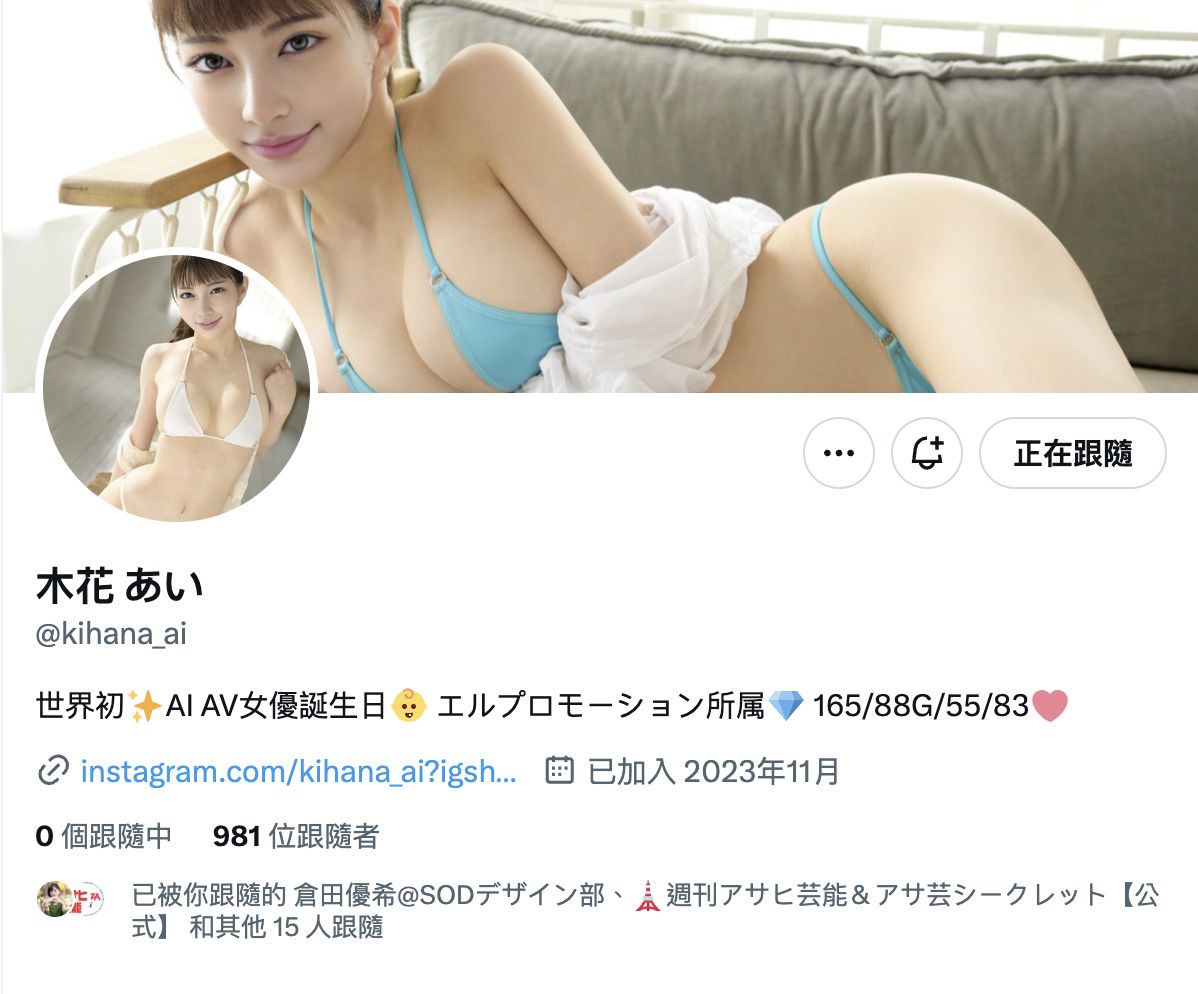 正在跟隨
木花 あい
@kihana_ai
世界初✨AI AV女優誕生日👶 エルプロモーション所属💎 165/88G/55/83❤
instagram.com/kihana_ai?igsh... 已加入 2023年11月
0 個跟隨中 981 位跟隨者
已被你跟隨的 倉田優希@SODデザイン部、🗼週刊アサヒ芸能＆アサ芸シークレット【公
式】 和其他 15 人跟隨